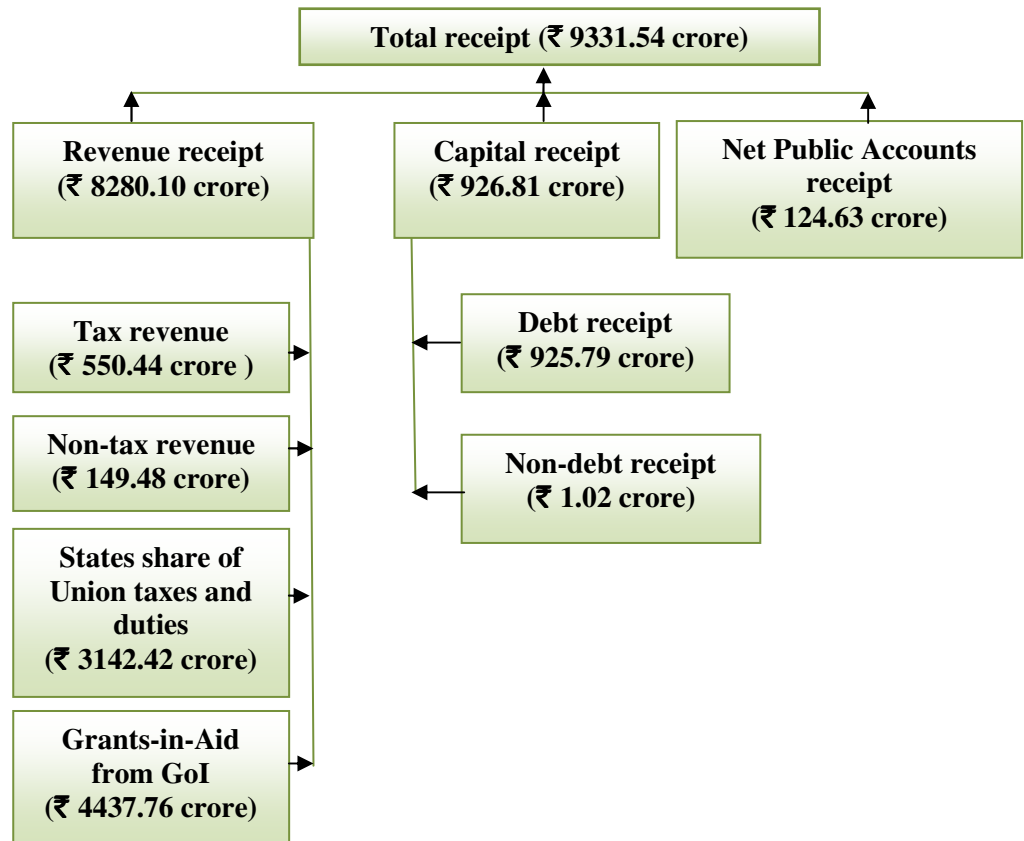 Total receipt (₹ 9331.54 crore)
Revenue receipt
(₹ 8280.10 crore)
Capital receipt
(₹ 926.81 crore)
Net Public Accounts
receipt
(₹ 124.63 crore)
Tax revenue
(₹ 550.44 crore )
Non-tax revenue
(₹ 149.48 crore)
States share of
Union taxes and
duties
(₹ 3142.42 crore)
Grants-in-Aid
from GoI
(₹ 4437.76 crore)
Debt receipt
(₹ 925.79 crore)
Non-debt receipt
(₹ 1.02 crore)